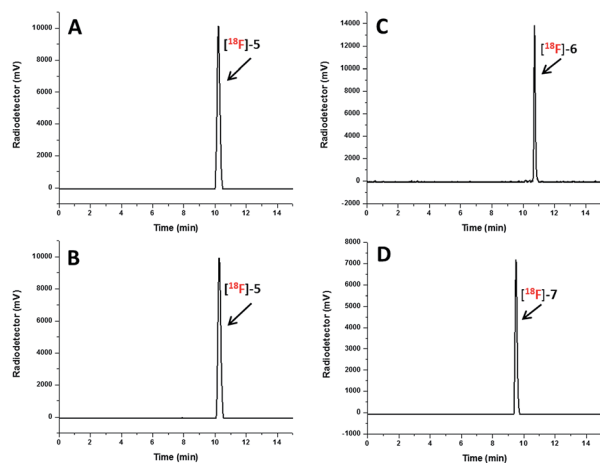 A
[18F]-5
Radiodetector (mV)
10000
8000
6000
4000
2000
0
0 2 4 6 8 10 12 14
Time (min)
C
[18F]-6
Radiodetector (mV)
14000
12000
10000
8000
6000
4000
2000
0
-2000
0 2 4 6 8 10 12 14
Time (min)
B
[18F]-5
Radiodetector (mV)
10000
8000
6000
4000
2000
0
0 2 4 6 8 10 12 14
Time (min)
D
[18F]-7
Radiodetector (mV)
8000
7000
6000
5000
4000
3000
2000
1000
0
-1000
0 2 4 6 8 10 12 14
Time (min)